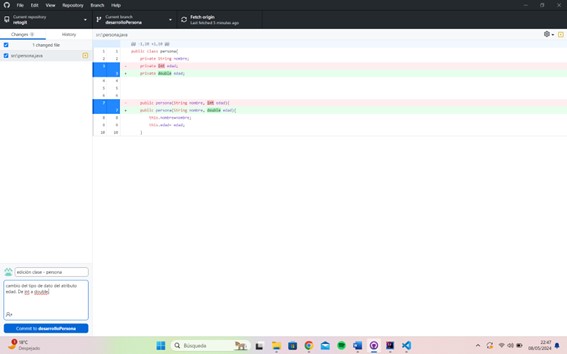 File Edit View Repository Branch Help
Current repository
retogit
Current branch
desarrolloPersona
Fetch origin
Last fetched 5 minutes ago
Changes 1
History
src\persona.java
1 changed file
src\persona.java
@@ -1,10 +1,10 @@
1 1 public class persona{
2 2 private String nombre;
3 - private int edad;
3 + private double edad;
4 4
5 5
6 6
7 - public persona(String nombre, int edad){
7 + public persona(String nombre, double edad){
8 8 this.nombre=nombre;
9 9 this.edad= edad;
10 10 }
edición clase - persona
cambio del tipo de dato del atributo
edad. De int a double
Commit to desarrolloPersona
18°C
Despejado
Búsqueda
22:47
08/05/2024